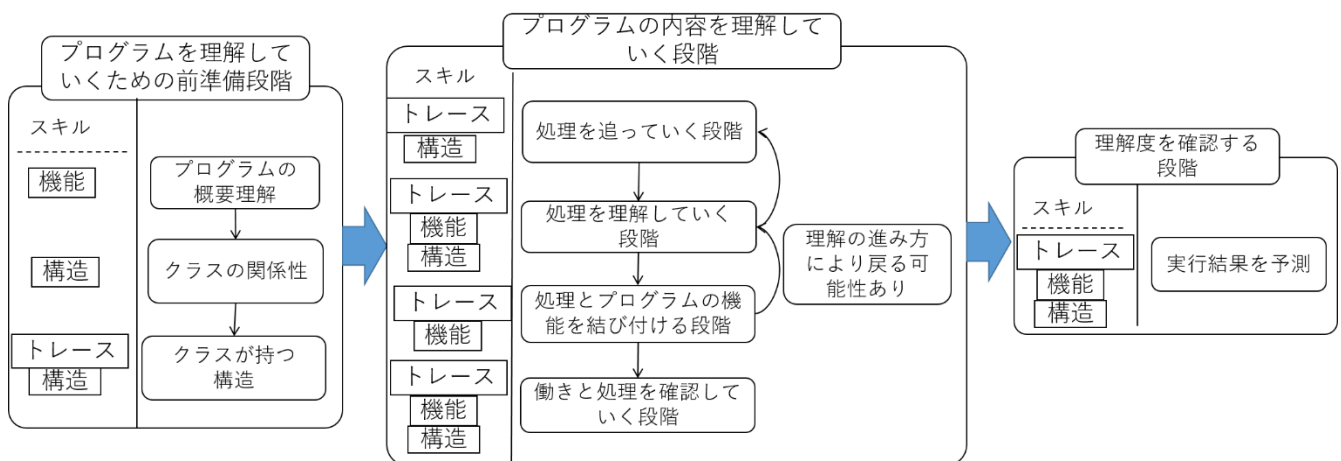 プログラムを理解して
いくための前準備段階
スキル
機能
構造
トレース
構造
プログラムの
概要理解
クラスの関係性
クラスが持つ
構造
プログラムの内容を理解して
いく段階
スキル
トレース
構造
トレース
機能
構造
トレース
機能
トレース
機能
構造
処理を追っていく段階
処理を理解していく
段階
処理とプログラムの機
能を結び付ける段階
働きと処理を確認して
いく段階
理解の進み方
により戻る可
能性あり
理解度を確認する
段階
スキル
トレース
機能
構造
実行結果を予測